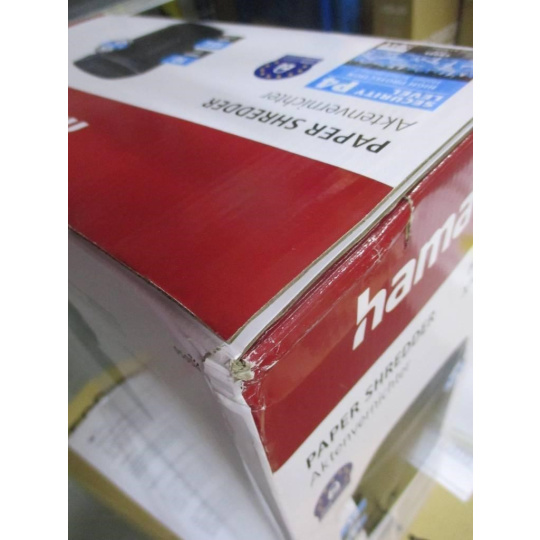 PAPER SHREDDER
Aktenvernichter
SECURITY
LEVEL
P4
hama
PAPER SHREDDER
Aktenvernichter